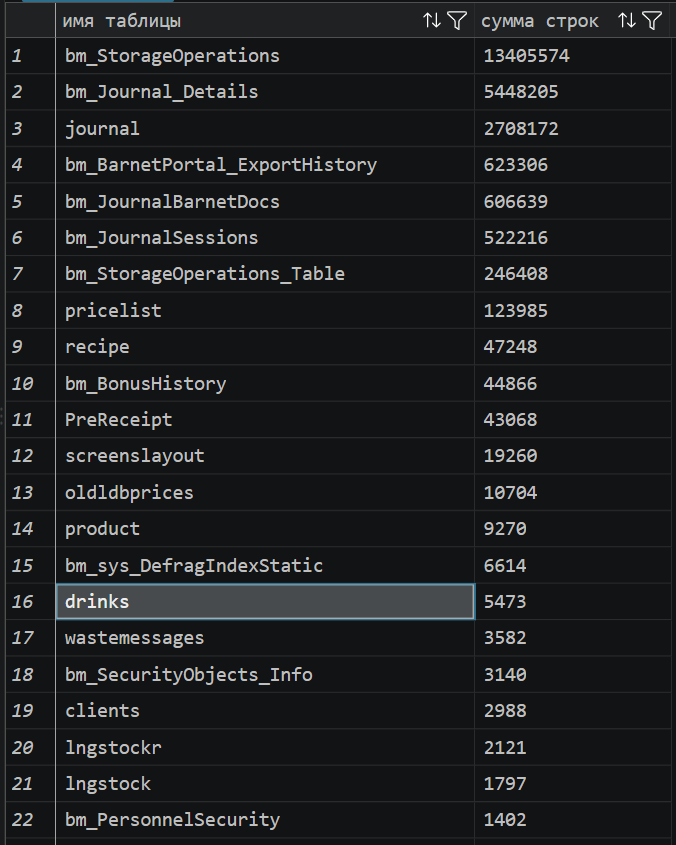 имя таблицы сумма строк
1 bm_StorageOperations 13405574
2 bm_Journal_Details 5448205
3 journal 2708172
4 bm_BarnetPortal_ExportHistory 623306
5 bm_JournalBarnetDocs 606639
6 bm_JournalSessions 522216
7 bm_StorageOperations_Table 246408
8 pricelist 123985
9 recipe 47248
10 bm_BonusHistory 44866
11 PreReceipt 43068
12 screenslayout 19260
13 oldldbprices 10704
14 product 9270
15 bm_sys_DefragIndexStatic 6614
16 drinks 5473
17 wastemessages 3582
18 bm_SecurityObjects_Info 3140
19 clients 2988
20 lngstockr 2121
21 lngstock 1797
22 bm_PersonnelSecurity 1402